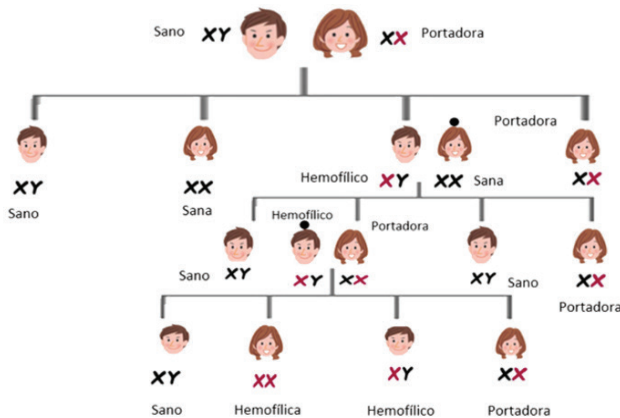 Sano XY XX Portadora
Portadora
XY XX Hemofílico XY XX Sana XX
Sano Sana
Hemofílico Portadora
Sano XY XY XX XY Sano XX
Portadora
XY XX XY XX
Sano Hemofílica Hemofílico Portadora